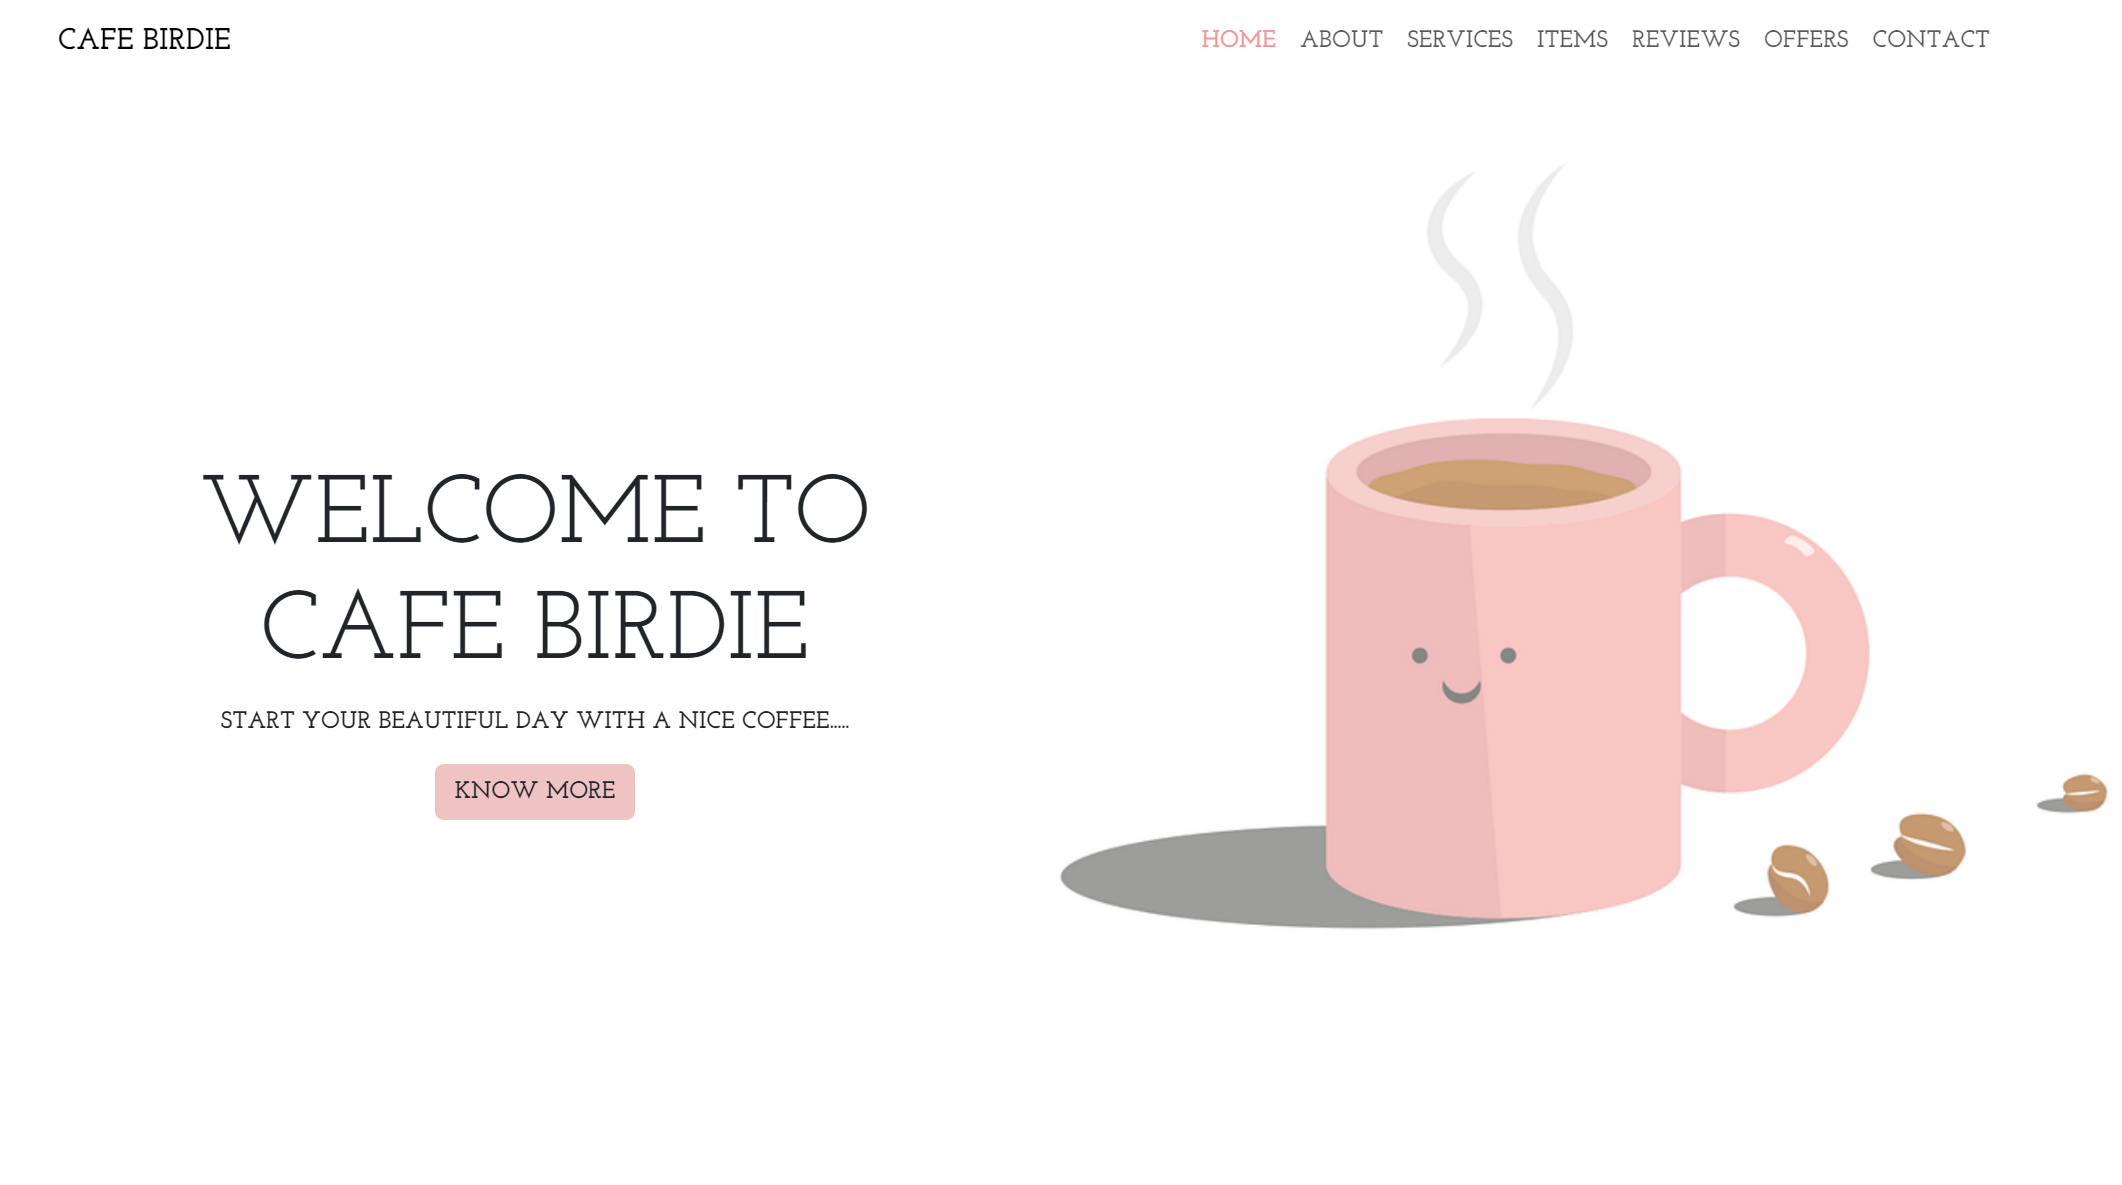 CAFE BIRDIE
HOME ABOUT SERVICES ITEMS REVIEWS OFFERS CONTACT
WELCOME TO
CAFE BIRDIE
START YOUR BEAUTIFUL DAY WITH A NICE COFFEE.....
KNOW MORE